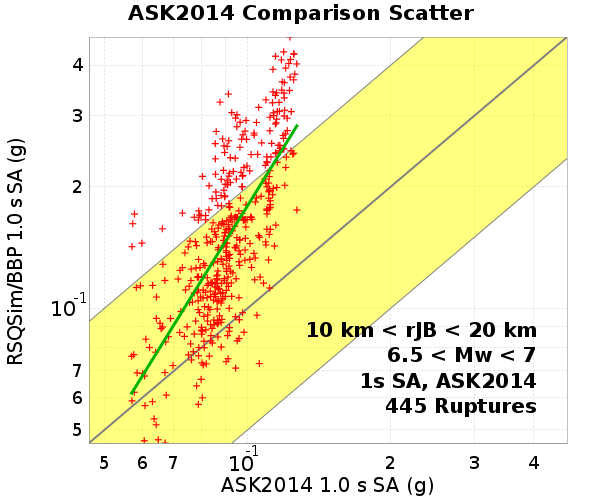 ASK2014 Comparison Scatter
RSQSim/BBP 1.0 s SA (g)
4
3
2
10-1
7
6
5
10 km < rJB < 20 km
6.5 < Mw < 7
1s SA, ASK2014
445 Ruptures
5 6 7 10-1 2 3 4
ASK2014 1.0 s SA (g)